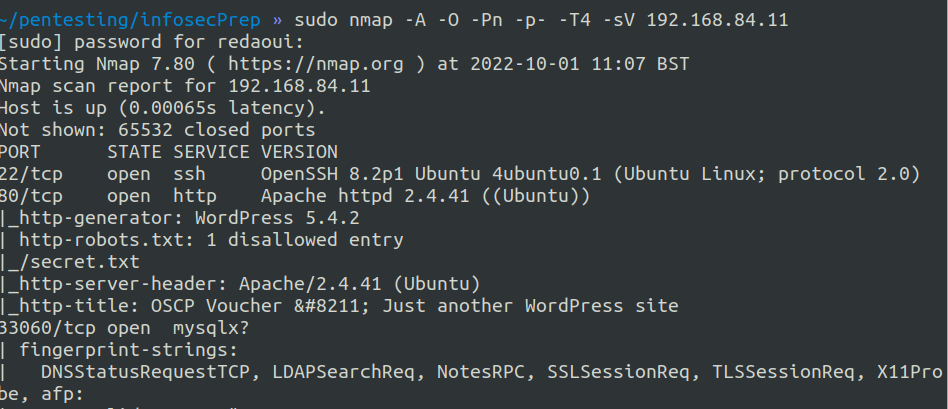 ~/pentesting/infosecPrep » sudo nmap -A -O -Pn -p- -T4 -sV 192.168.84.11
[sudo] password for redaoui:
Starting Nmap 7.80 ( https://nmap.org ) at 2022-10-01 11:07 BST
Nmap scan report for 192.168.84.11
Host is up (0.00065s latency).
Not shown: 65532 closed ports
PORT      STATE SERVICE VERSION
22/tcp    open  ssh     OpenSSH 8.2p1 Ubuntu 4ubuntu0.1 (Ubuntu Linux; protocol 2.0)
80/tcp    open  http    Apache httpd 2.4.41 ((Ubuntu))
|_http-generator: WordPress 5.4.2
| http-robots.txt: 1 disallowed entry
|_/secret.txt
|_http-server-header: Apache/2.4.41 (Ubuntu)
|_http-title: OSCP Voucher &#8211; Just another WordPress site
33060/tcp open  mysqlx?
| fingerprint-strings:
|   DNSStatusRequestTCP, LDAPSearchReq, NotesRPC, SSLSessionReq, TLSSessionReq, X11Pro
be, afp: